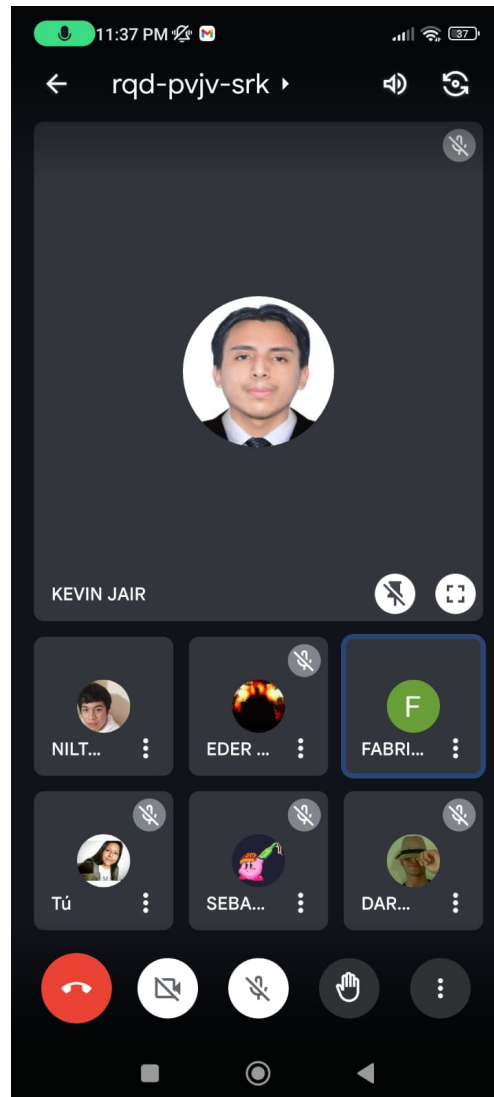 11:37 PM 37
rqd-pvjv-srk
KEVIN JAIR
F
NILT... EDER ... FABRI...
Tú SEBA... DAR...